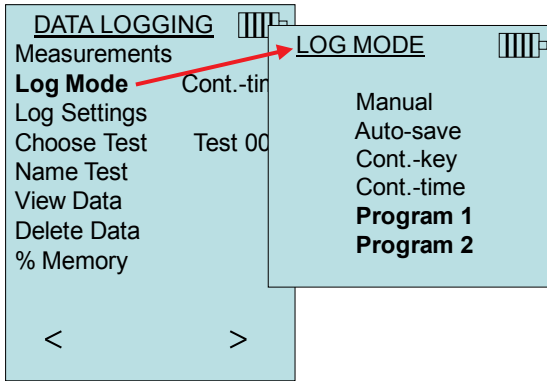 DATA LOGGING
Measurements
Log Mode
Log Settings
Choose Test
Name Test
View Data
Delete Data
% Memory
< >
LOG MODE
Manual
Auto-save
Cont.-key
Cont.-time
Program 1
Program 2